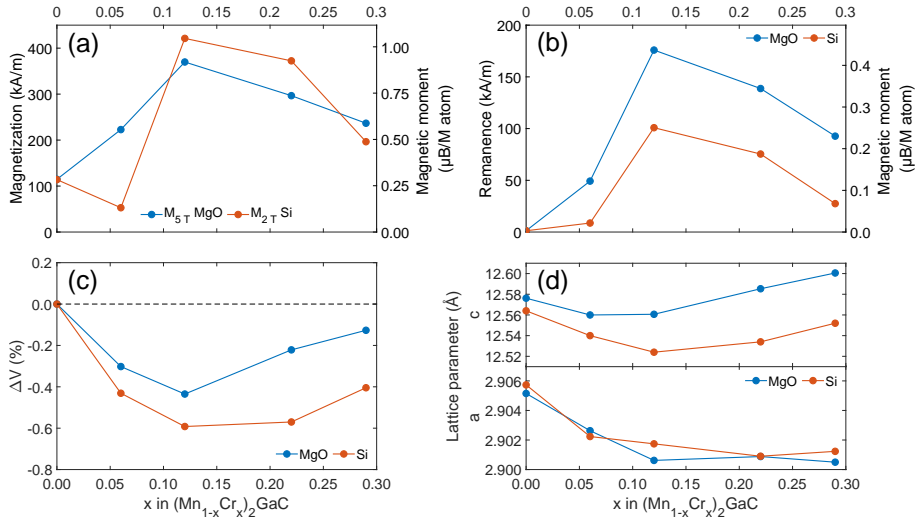 0 0.05 0.1 0.15 0.2 0.25 0.3
(a)
Magnetization (kA/m)
400
300
200
100
0
1.00
0.75
0.50
0.25
0.00
Magnetic moment
(μB/M atom)
M5 T MgO M2 T Si
0 0.05 0.1 0.15 0.2 0.25 0.3
(b)
MgO Si
Remanence (kA/m)
200
150
100
50
0
0.4
0.3
0.2
0.1
0.0
Magnetic moment
(μB/M atom)
(c)
ΔV (%)
0.2
0.0
-0.2
-0.4
-0.6
-0.8
MgO Si
0.00 0.05 0.10 0.15 0.20 0.25 0.30
x in (Mn1-xCrx)2GaC
(d)
Lattice parameter (Å)
c
12.60
12.58
12.56
12.54
12.52
a
2.906
2.904
2.902
2.900
MgO Si
0.00 0.05 0.10 0.15 0.20 0.25 0.30
x in (Mn1-xCrx)2GaC